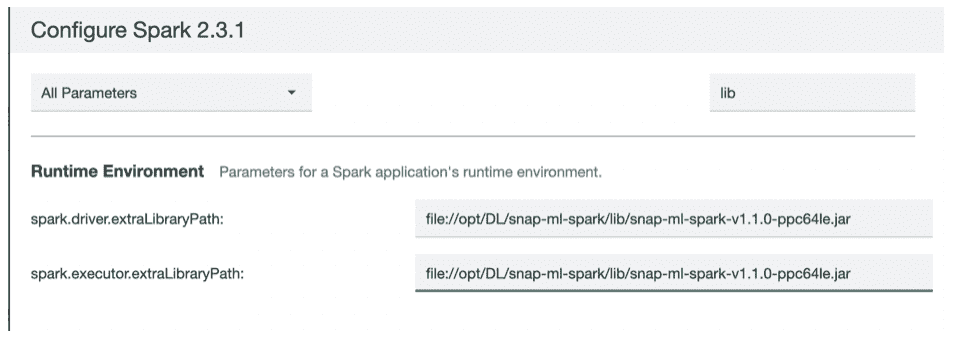 Configure Spark 2.3.1
All Parameters
lib
Runtime Environment Parameters for a Spark application's runtime environment.
spark.driver.extraLibraryPath: file://opt/DL/snap-ml-spark/lib/snap-ml-spark-v1.1.0-ppc64le.jar
spark.executor.extraLibraryPath: file://opt/DL/snap-ml-spark/lib/snap-ml-spark-v1.1.0-ppc64le.jar